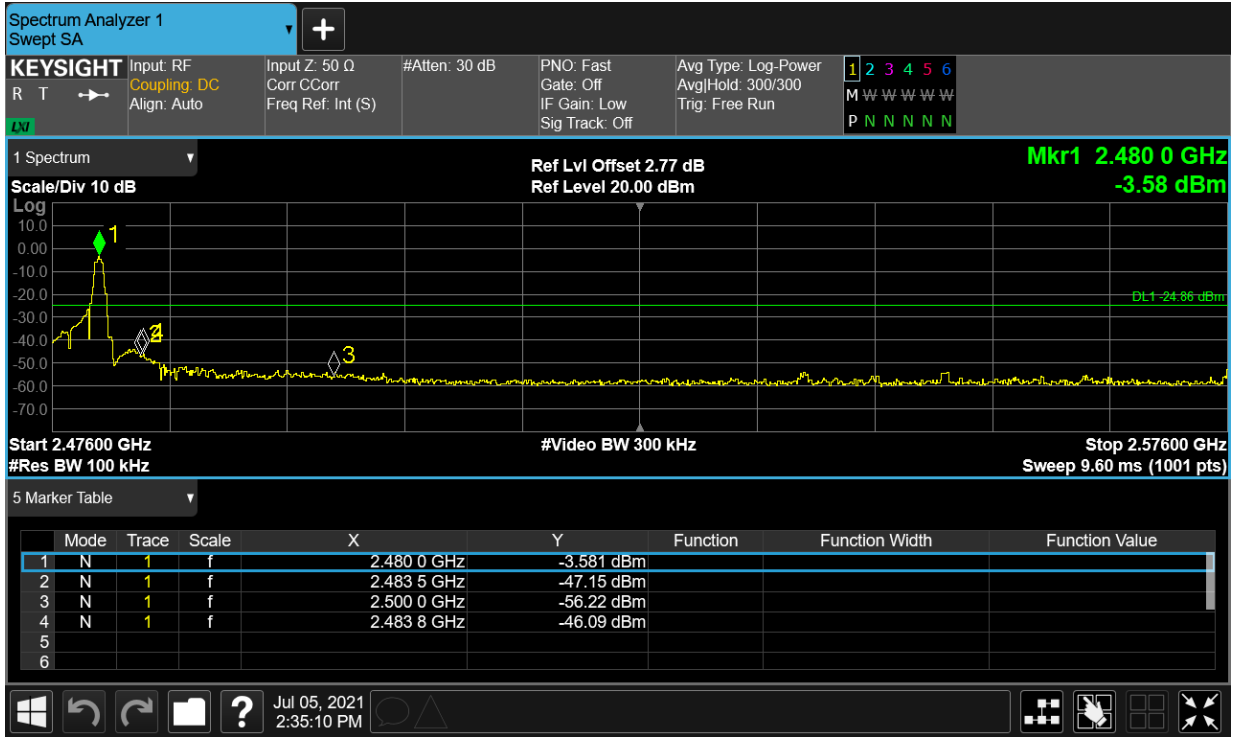 Spectrum Analyzer 1
Swept SA
KEYSIGHT
R T
LXI
Input: RF
Coupling: DC
Align: Auto
Input Z: 50 Ω
Corr CCorr
Freq Ref: Int (S)
#Atten: 30 dB
PNO: Fast
Gate: Off
IF Gain: Low
Sig Track: Off
Avg Type: Log-Power
Avg|Hold: 300/300
Trig: Free Run
1 2 3 4 5 6
M W W W W W
P N N N N N
1 Spectrum
Scale/Div 10 dB
Ref Lvl Offset 2.77 dB
Ref Level 20.00 dBm
Mkr1 2.480 0 GHz
-3.58 dBm
Log
10.0
0.00
-10.0
-20.0
-30.0
-40.0
-50.0
-60.0
-70.0
1
3
DL1 -24.86 dBm
Start 2.47600 GHz
#Res BW 100 kHz
#Video BW 300 kHz
Stop 2.57600 GHz
Sweep 9.60 ms (1001 pts)
5 Marker Table
Mode Trace Scale X Y Function Function Width Function Value
1 N 1 f 2.480 0 GHz -3.581 dBm
2 N 1 f 2.483 5 GHz -47.15 dBm
3 N 1 f 2.500 0 GHz -56.22 dBm
4 N 1 f 2.483 8 GHz -46.09 dBm
5
6
?
Jul 05, 2021
2:35:10 PM